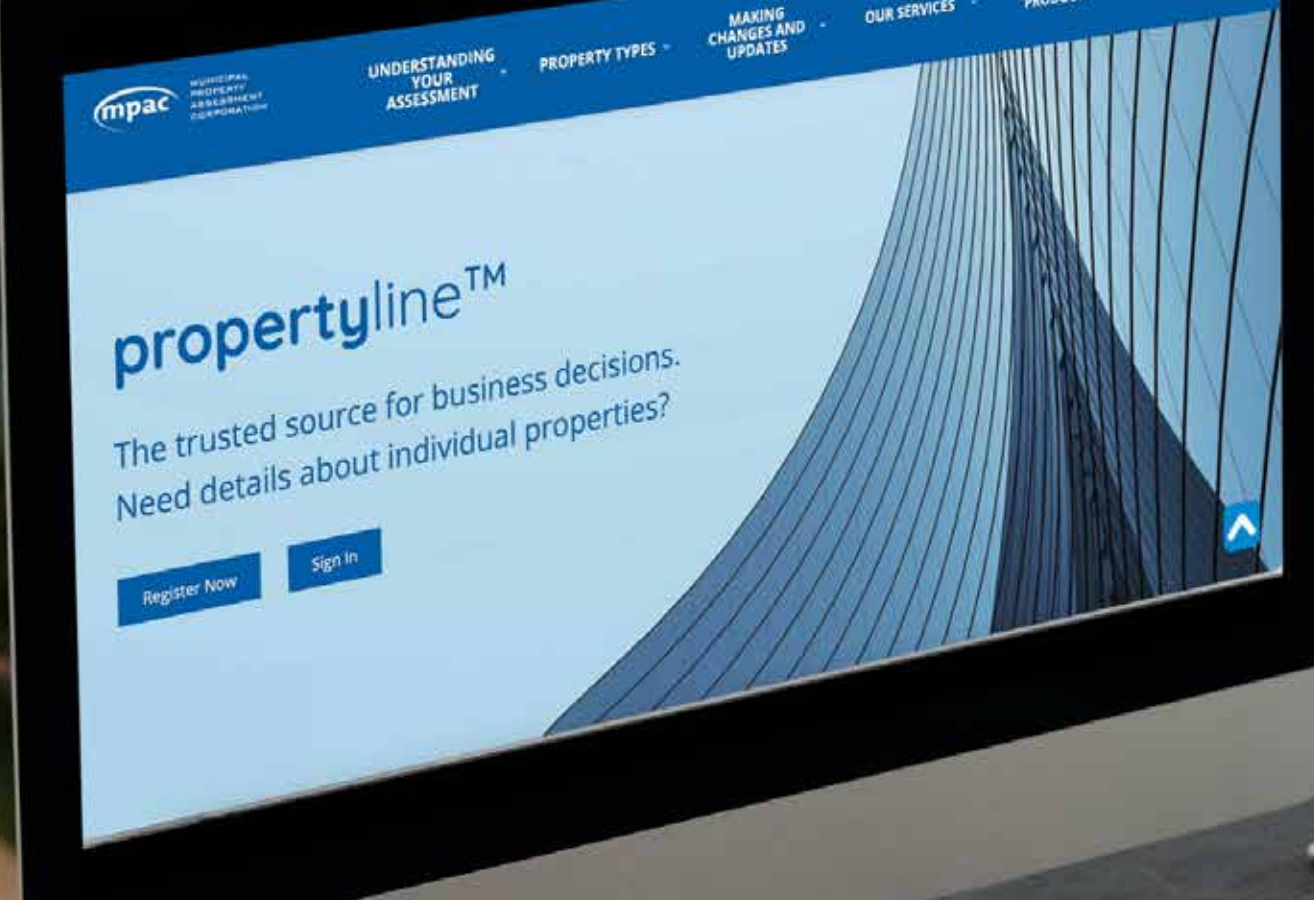 mpac
MUNICIPAL
PROPERTY
ASSESSMENT
CORPORATION
UNDERSTANDING
YOUR
ASSESSMENT
PROPERTY TYPES
MAKING
CHANGES AND
UPDATES
OUR SERVICES
propertyline™
The trusted source for business decisions.
Need details about individual properties?
Register Now
Sign In